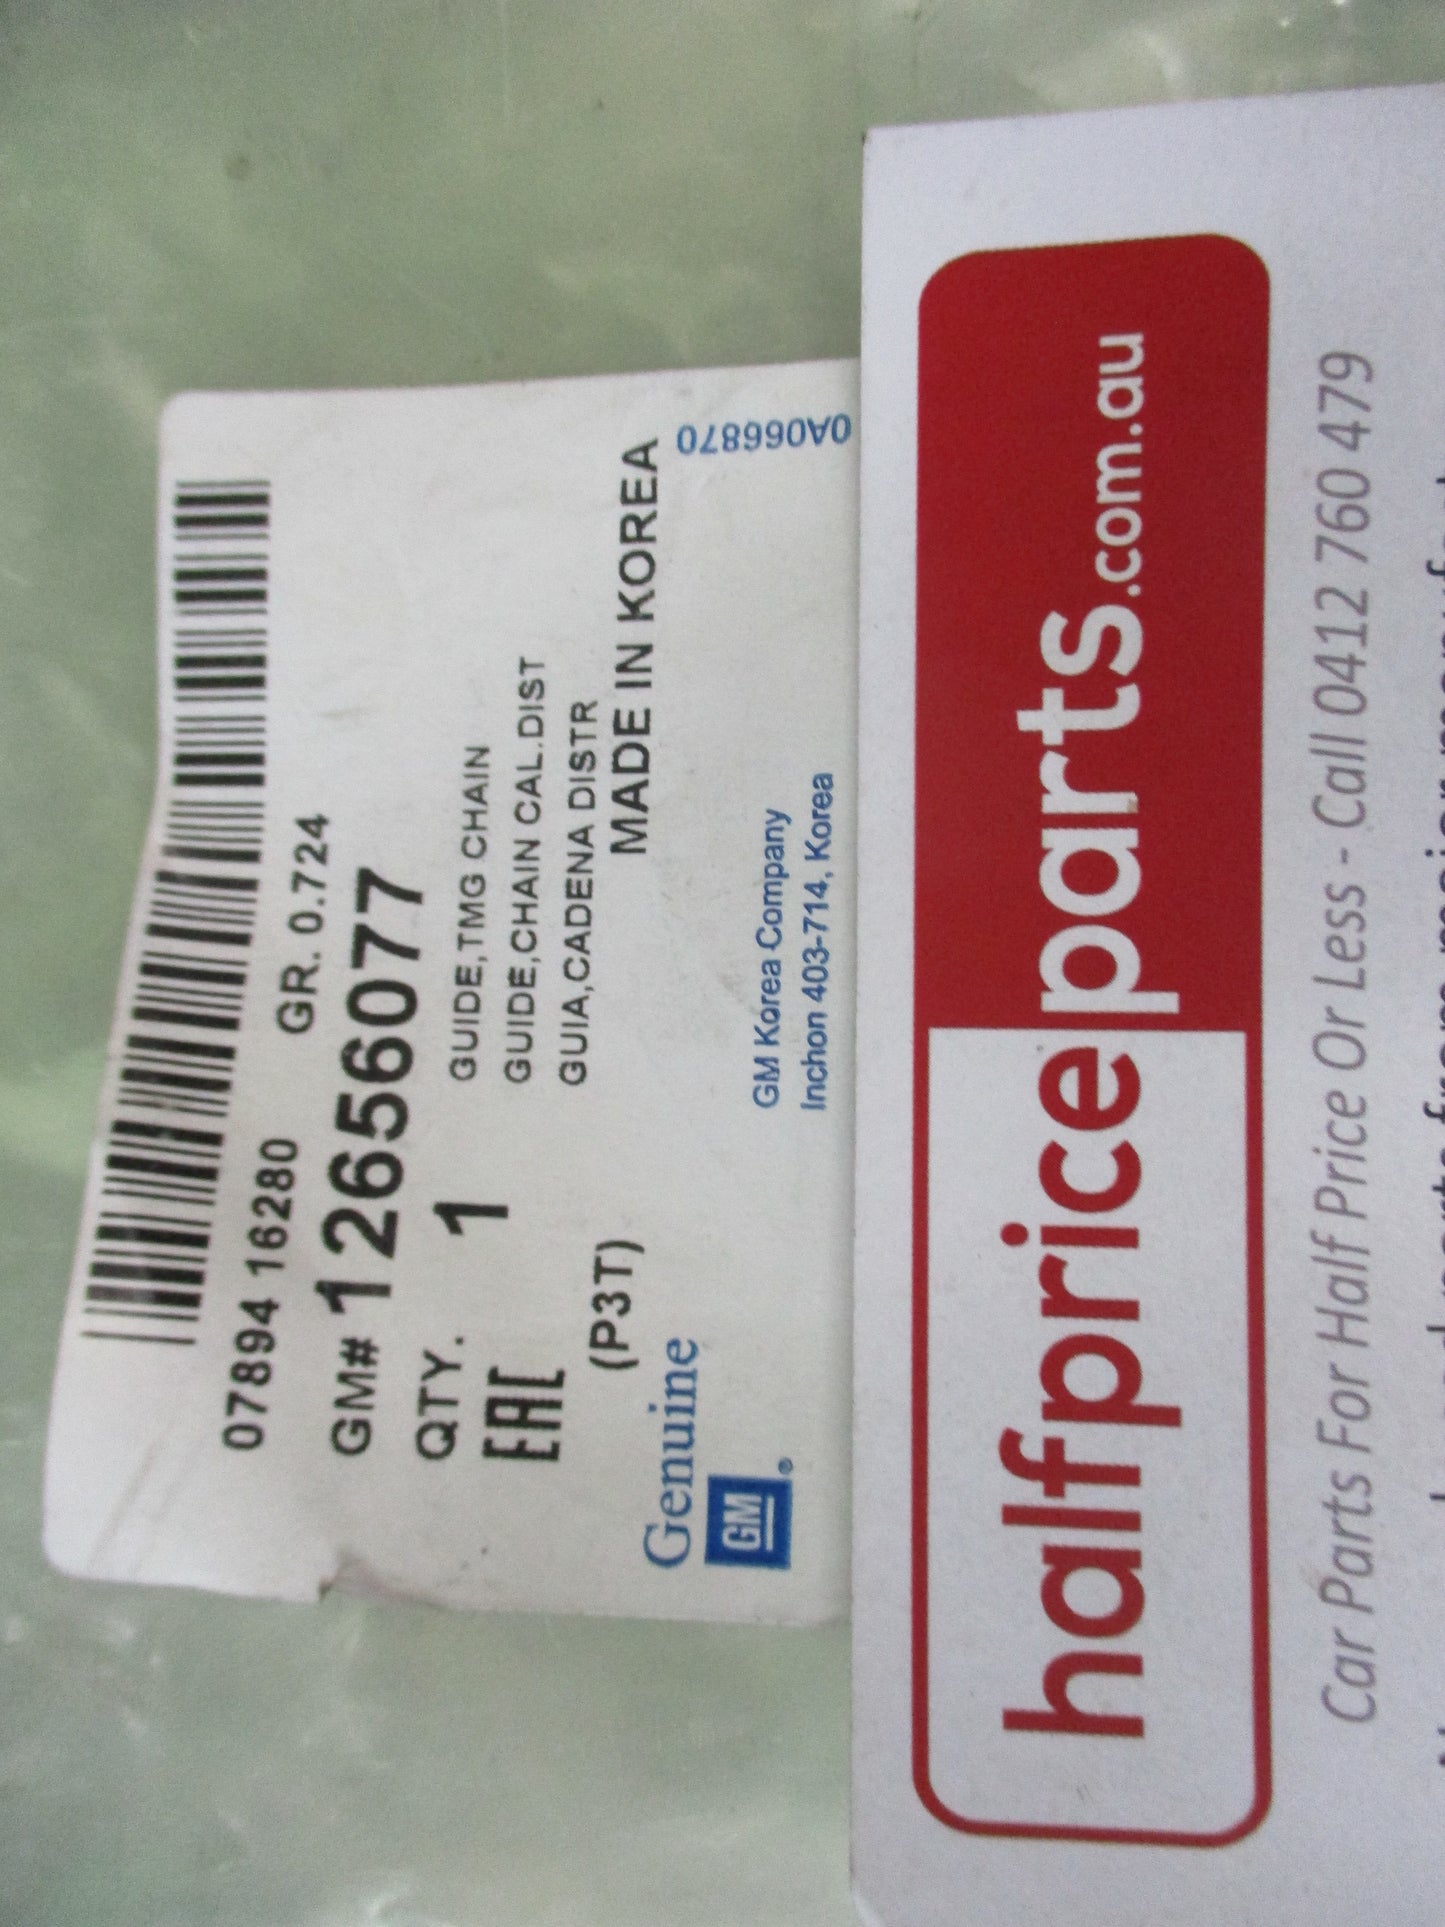 07894 16280 GR. 0.724
GM# 12656077
QTY. 1
GUIDE,TMG CHAIN
GUIDE,CHAIN CAL.DIST
GUIA,CADENA DISTR
EAC
(P3T)
MADE IN KOREA
Genuine
GM
GM Korea Company
Inchon 403-714, Korea
0A066870
halfpriceparts.com.au
Car Parts For Half Price Or Less - Call 0412 760 479